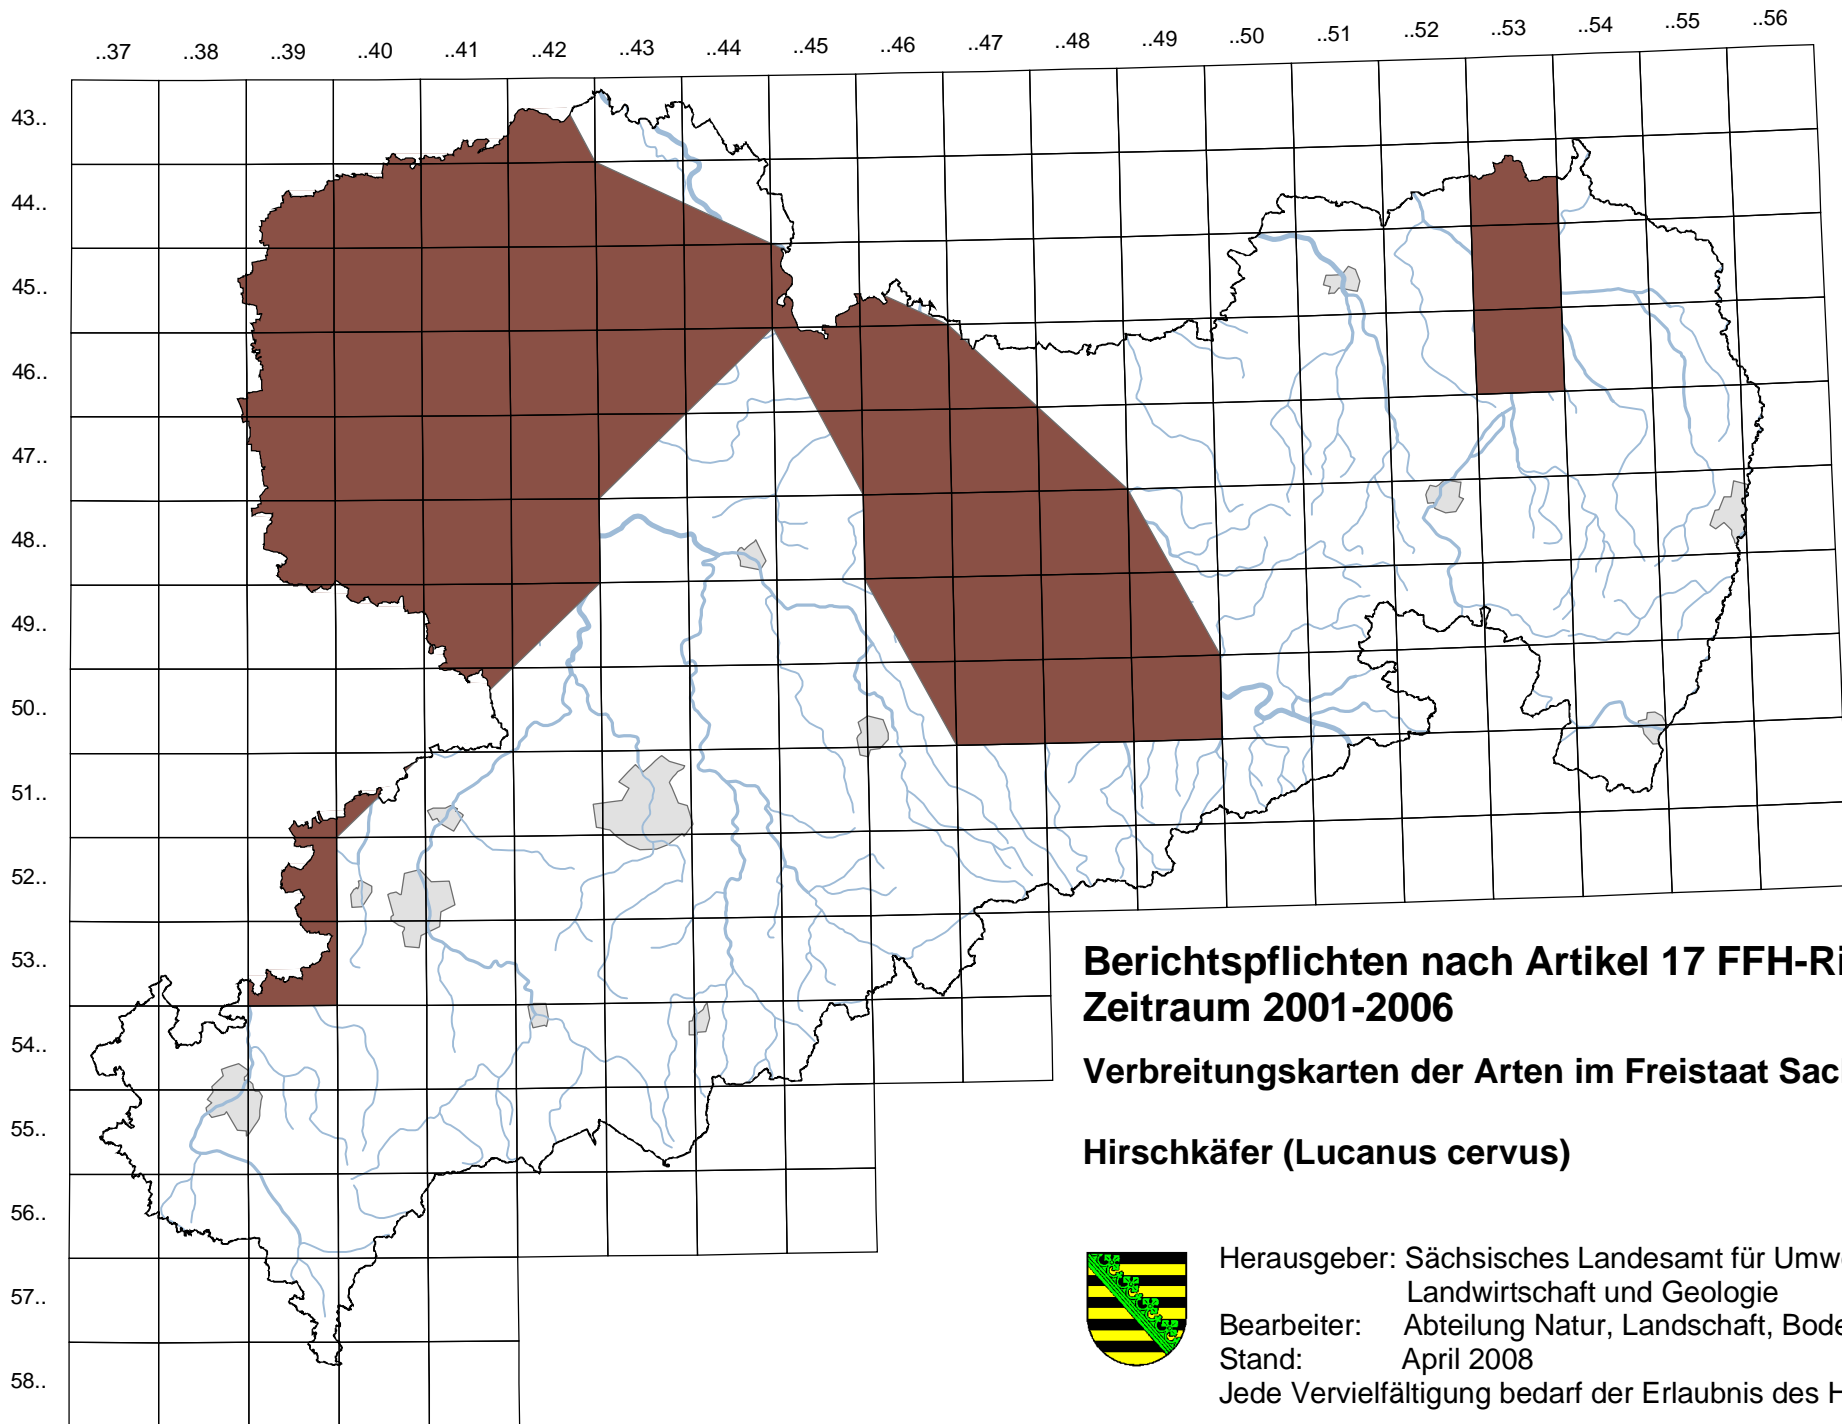 ..37 ..38 ..39 ..40 ..41 ..42 ..43 ..44 ..45 ..46 ..47 ..48 ..49 ..50 ..51 ..52 ..53 ..54 ..55 ..56
43..
44..
45..
46..
47..
48..
49..
50..
51..
52..
53..
54..
55..
56..
57..
58..
Berichtspflichten nach Artikel 17 FFH-Ri
Zeitraum 2001-2006
Verbreitungskarten der Arten im Freistaat Sac
Hirschkäfer (Lucanus cervus)
Herausgeber: Sächsisches Landesamt für Umwe
Landwirtschaft und Geologie
Bearbeiter: Abteilung Natur, Landschaft, Bode
Stand: April 2008
Jede Vervielfältigung bedarf der Erlaubnis des H